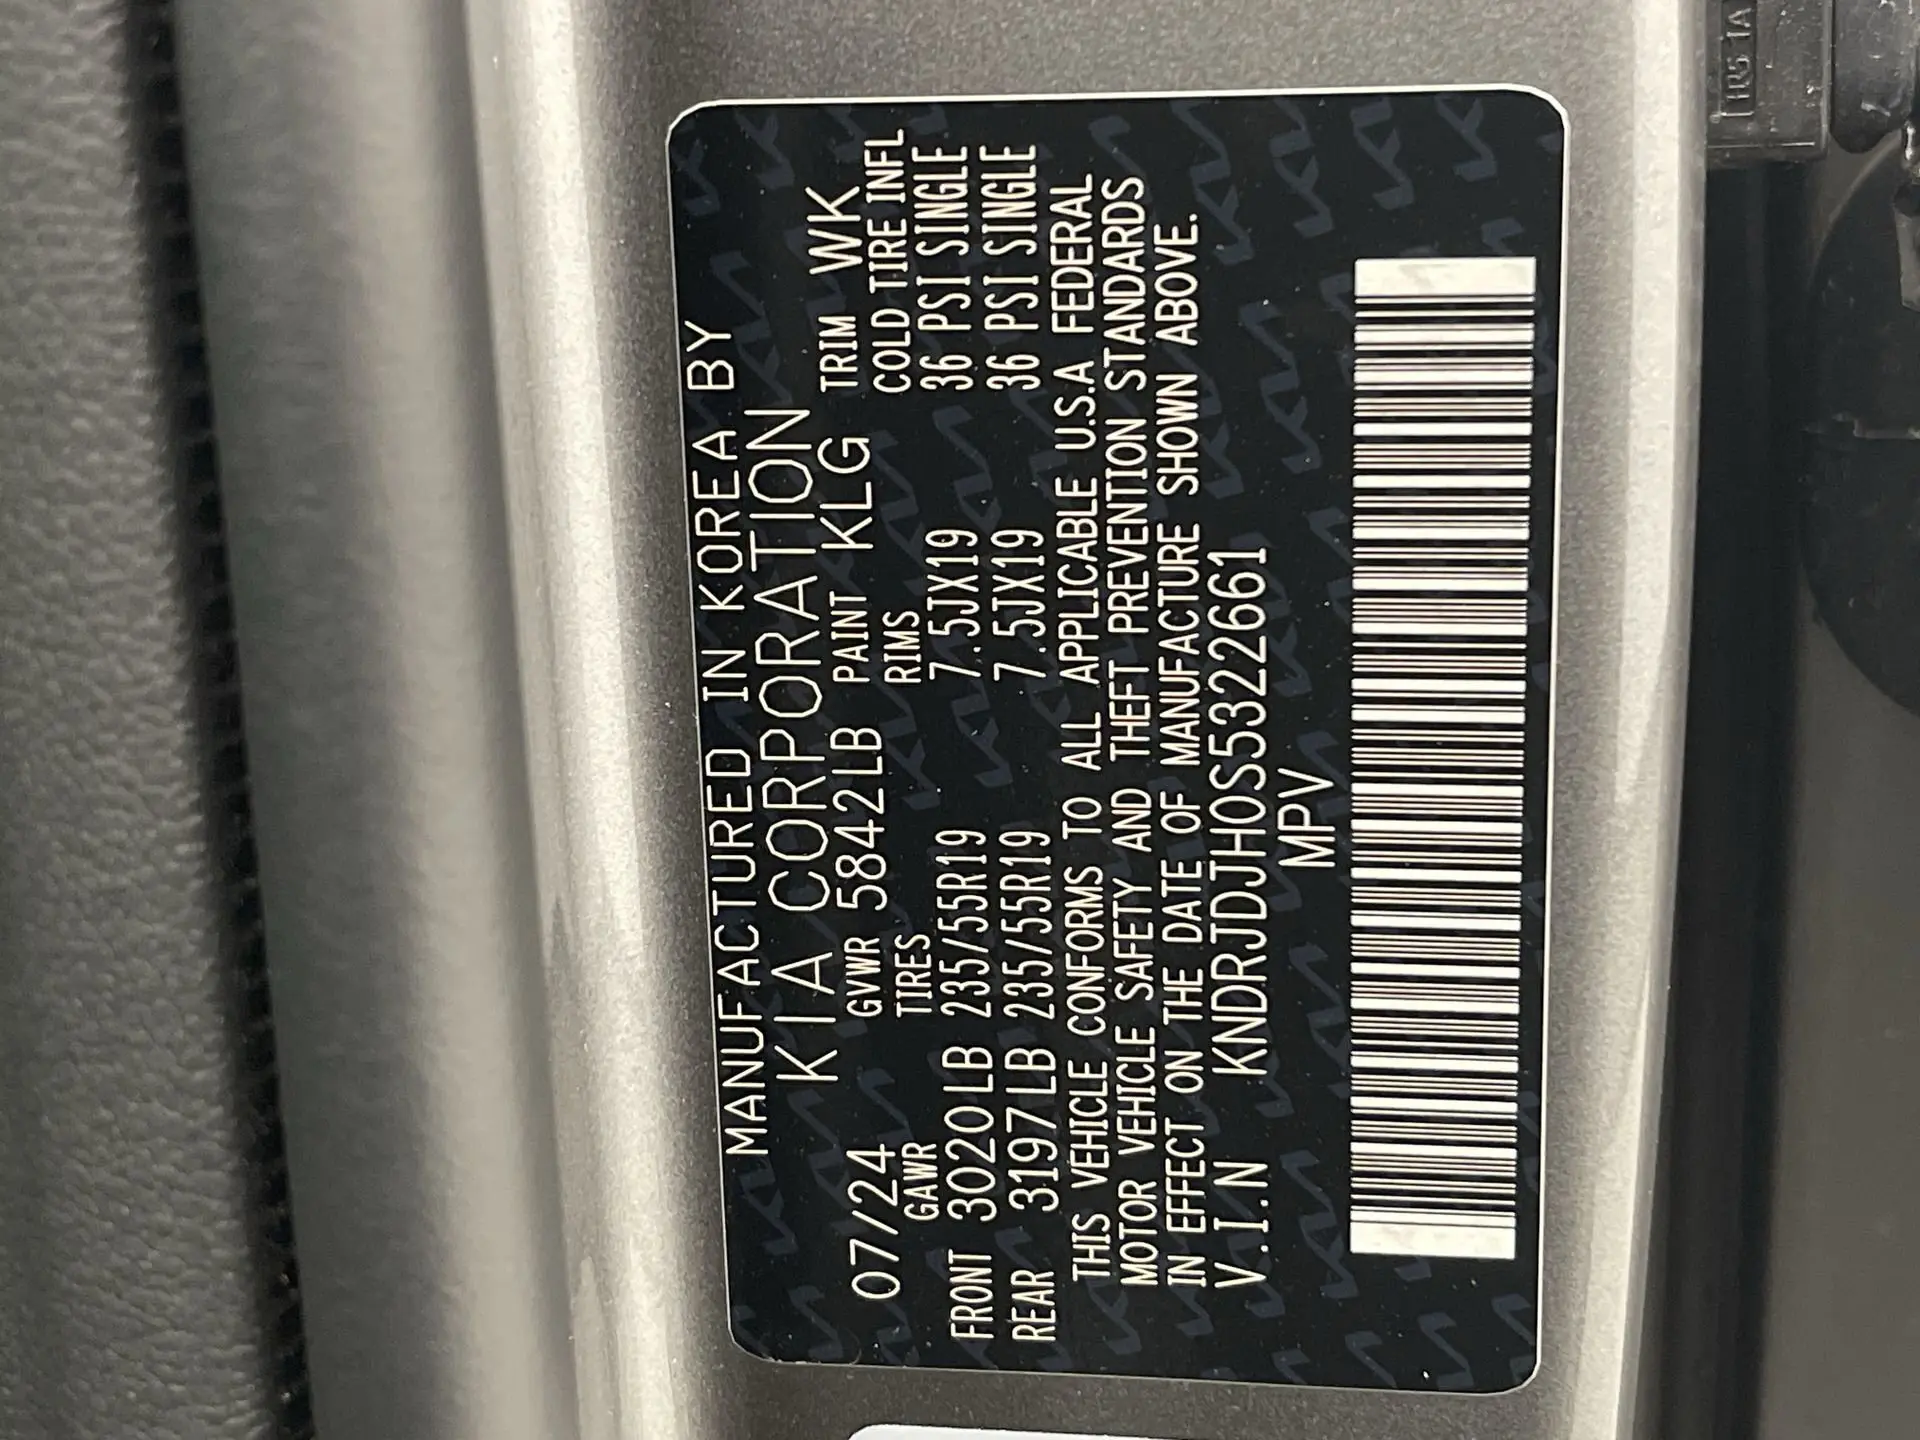 MANUFACTURED IN KOREA BY
KIA CORPORATION
07/24 GVWR 5842LB PAINT KLG TRIM WK
GAWR TIRES RIMS COLD TIRE INFL
FRONT 3020LB 235/55R19 7.5JX19 36 PSI SINGLE
REAR 3197LB 235/55R19 7.5JX19 36 PSI SINGLE
THIS VEHICLE CONFORMS TO ALL APPLICABLE U.S.A FEDERAL
MOTOR VEHICLE SAFETY AND THEFT PREVENTION STANDARDS
IN EFFECT ON THE DATE OF MANUFACTURE SHOWN ABOVE.
V.I.N KNDRJDJH0S5322661
MPV